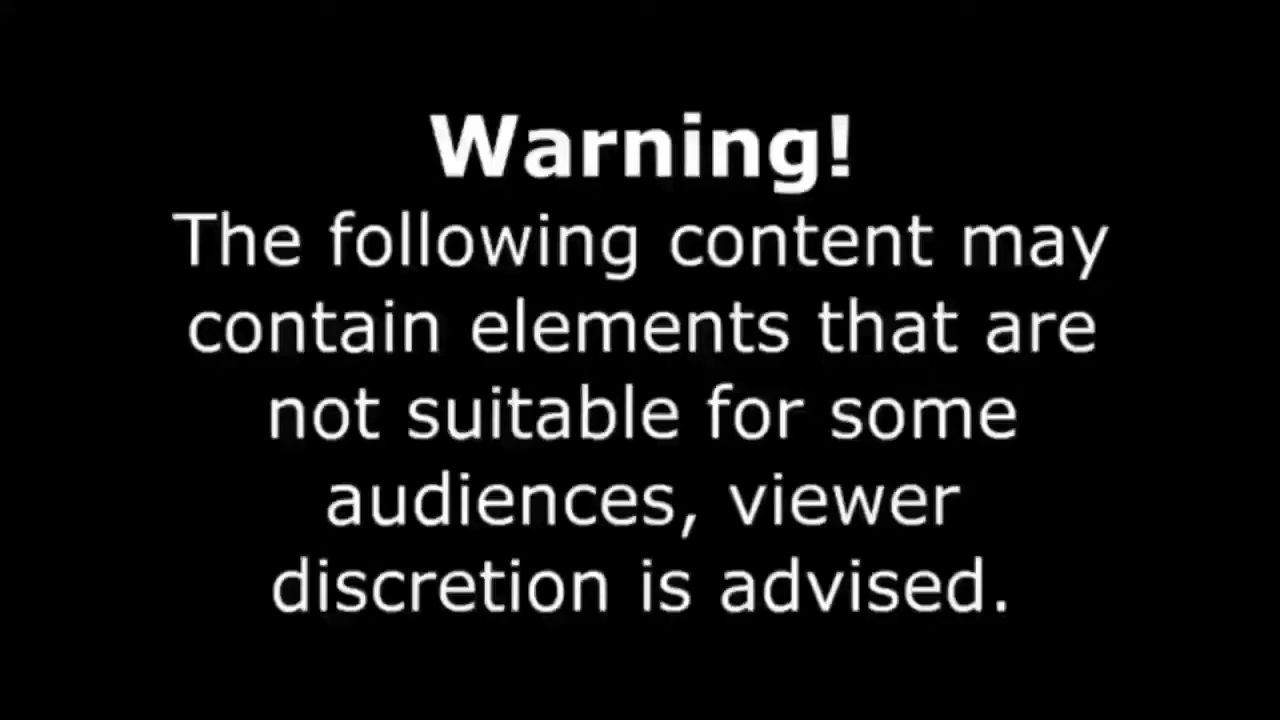 Warning!
The following content may
contain elements that are
not suitable for some
audiences, viewer
discretion is advised.